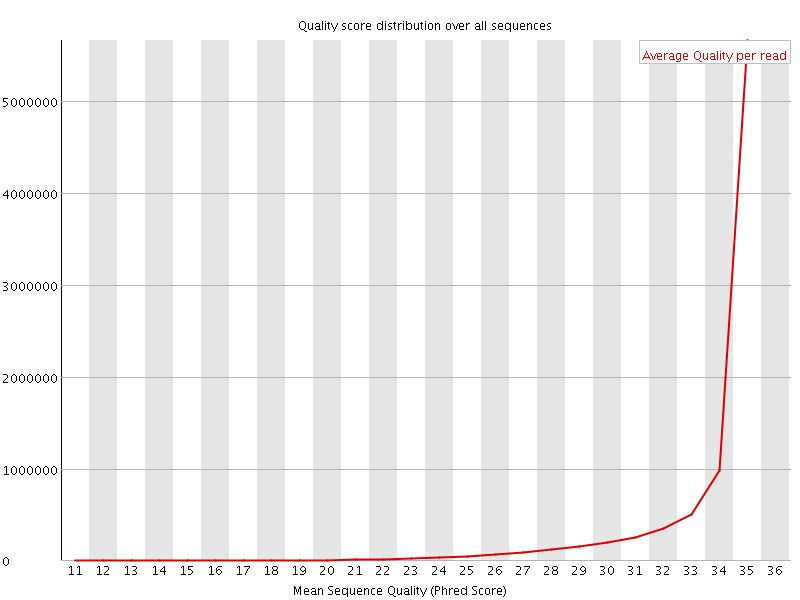 Quality score distribution over all sequences
Average Quality per read
5000000
4000000
3000000
2000000
1000000
0
11 12 13 14 15 16 17 18 19 20 21 22 23 24 25 26 27 28 29 30 31 32 33 34 35 36
Mean Sequence Quality (Phred Score)